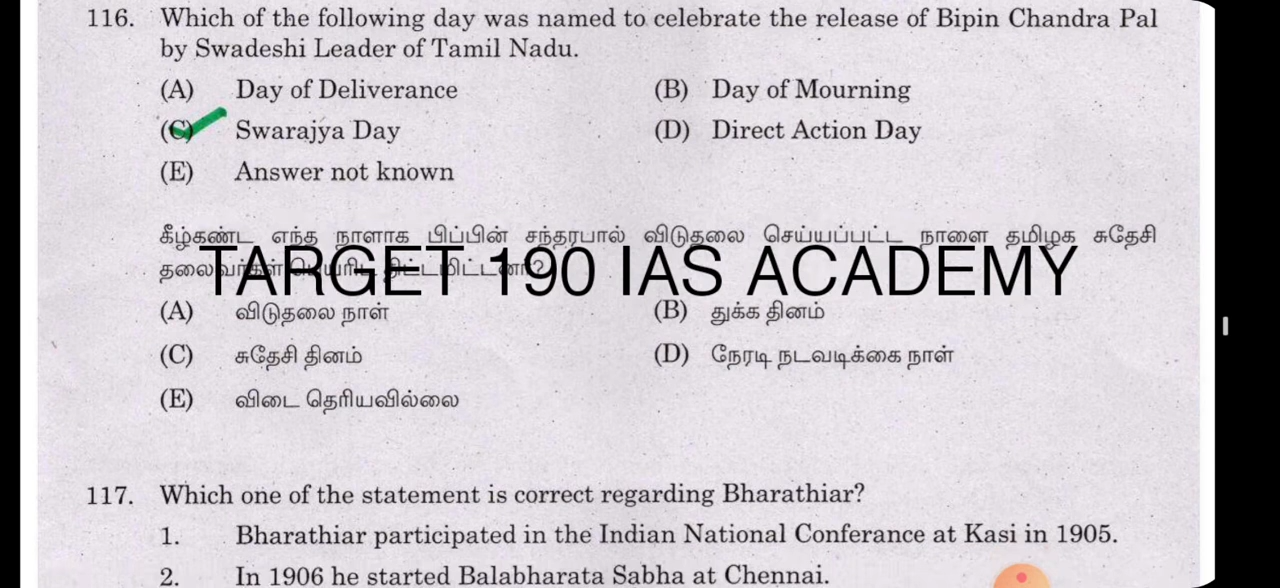 116. Which of the following day was named to celebrate the release of Bipin Chandra Pal
by Swadeshi Leader of Tamil Nadu.
(A) Day of Deliverance (B) Day of Mourning
(C) Swarajya Day (D) Direct Action Day
(E) Answer not known
கீழ்கண்ட எந்த நாளாக பிப்பின் சந்தரபால் விடுதலை செய்யப்பட்ட நாளை தமிழக சுதேசி
TARGET 190 IAS ACADEMY
(A) விடுதலை நாள் (B) துக்க தினம்
(C) சுதேசி தினம் (D) நேரடி நடவடிக்கை நாள்
(E) விடை தெரியவில்லை
117. Which one of the statement is correct regarding Bharathiar?
1. Bharathiar participated in the Indian National Conferance at Kasi in 1905.
2. In 1906 he started Balabharata Sabha at Chennai.